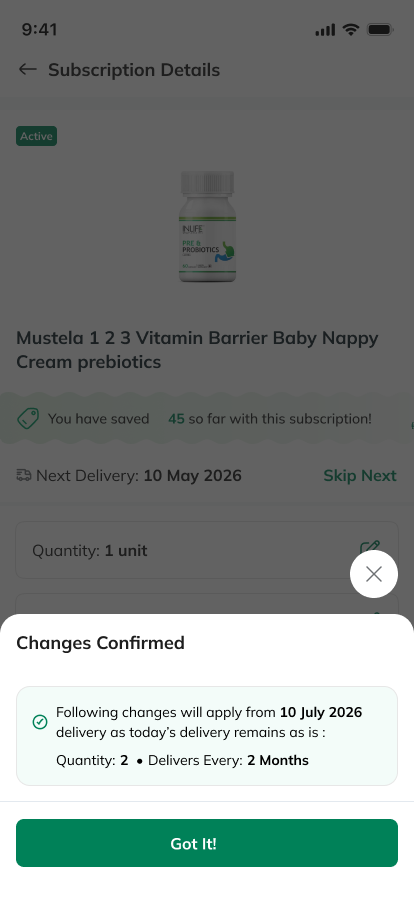 9:41
Subscription Details
Active
INLIFE
PRE &
PROBIOTICS
Mustela 1 2 3 Vitamin Barrier Baby Nappy
Cream prebiotics
You have saved 45 so far with this subscription!
Next Delivery: 10 May 2026 Skip Next
Quantity: 1 unit
Changes Confirmed
Following changes will apply from 10 July 2026
delivery as today's delivery remains as is :
Quantity: 2 • Delivers Every: 2 Months
Got It!